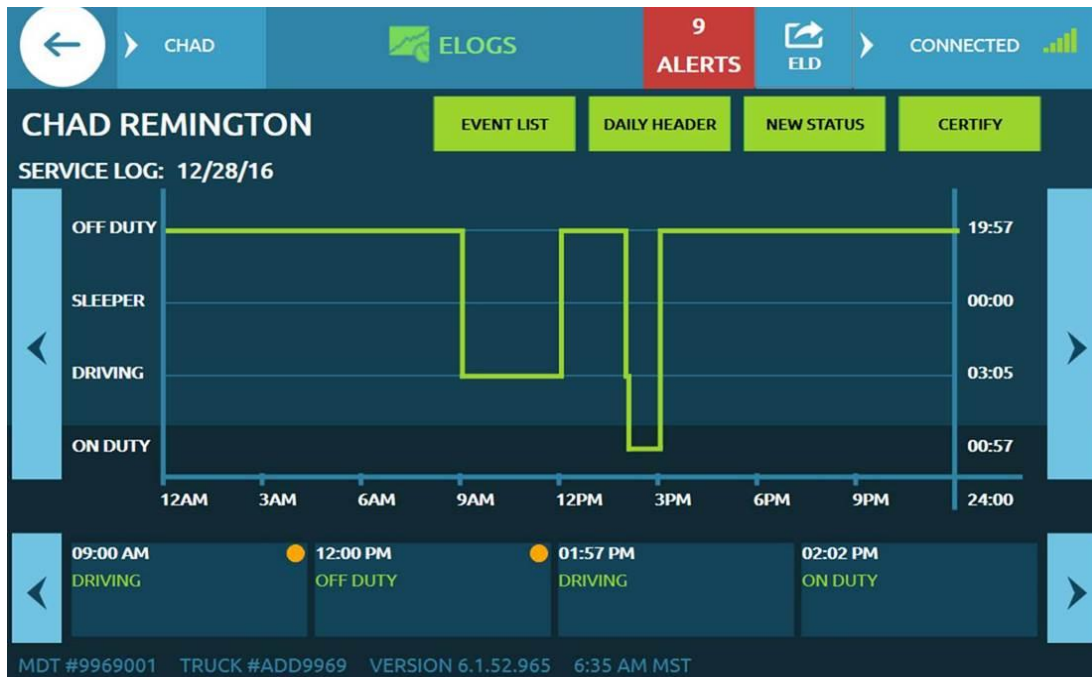 CHAD
ELOGS
9
ALERTS
ELD
CONNECTED
CHAD REMINGTON
EVENT LIST
DAILY HEADER
NEW STATUS
CERTIFY
SERVICE LOG: 12/28/16
OFF DUTY 19:57
SLEEPER 00:00
DRIVING 03:05
ON DUTY 00:57
12AM 3AM 6AM 9AM 12PM 3PM 6PM 9PM 24:00
09:00 AM
DRIVING
12:00 PM
OFF DUTY
01:57 PM
DRIVING
02:02 PM
ON DUTY
MDT #9969001 TRUCK #ADD9969 VERSION 6.1.52.965 6:35 AM MST